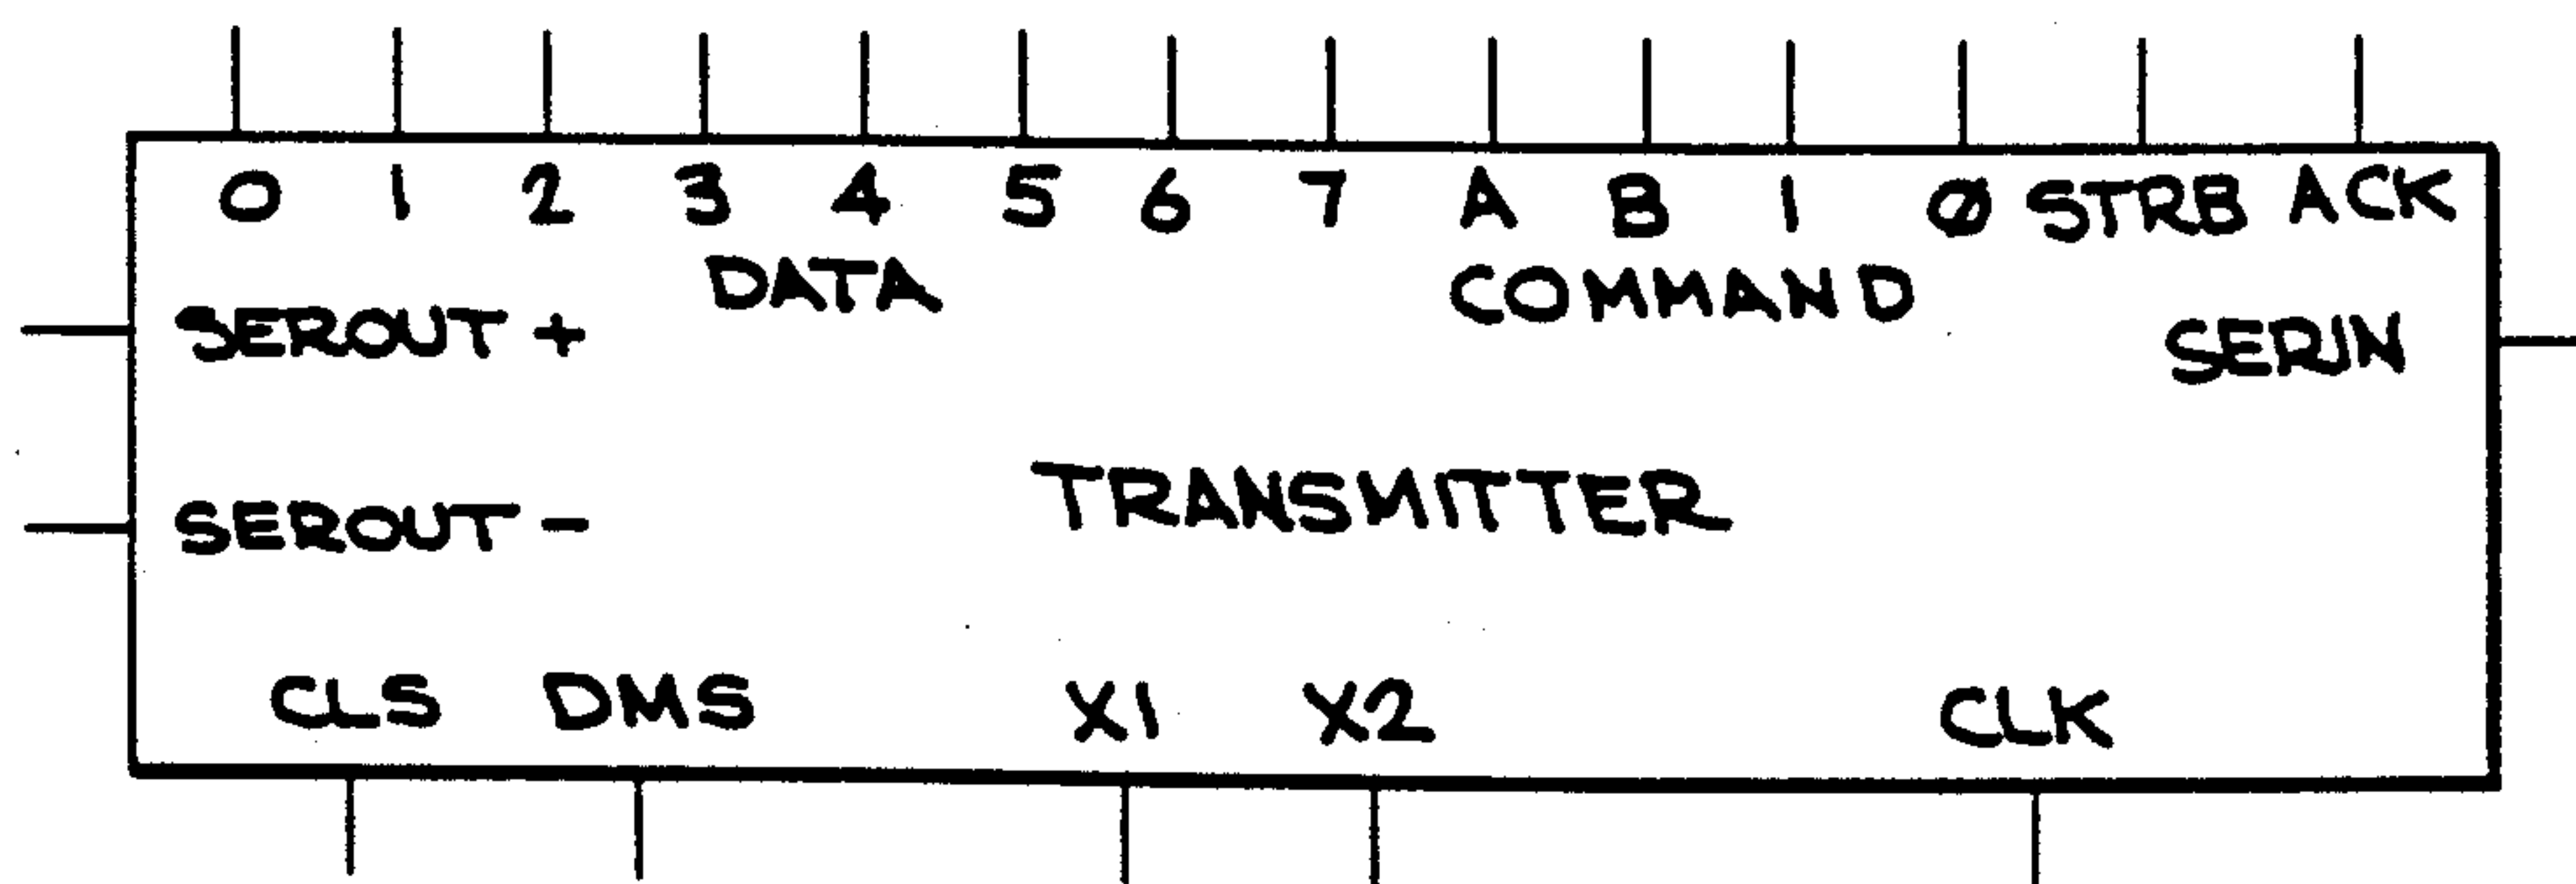 0 1 2 3 4 5 6 7 A B 1 Ø STRB ACK
DATA COMMAND
SEROUT + SERIN
SEROUT - TRANSMITTER
CLS DMS X1 X2 CLK